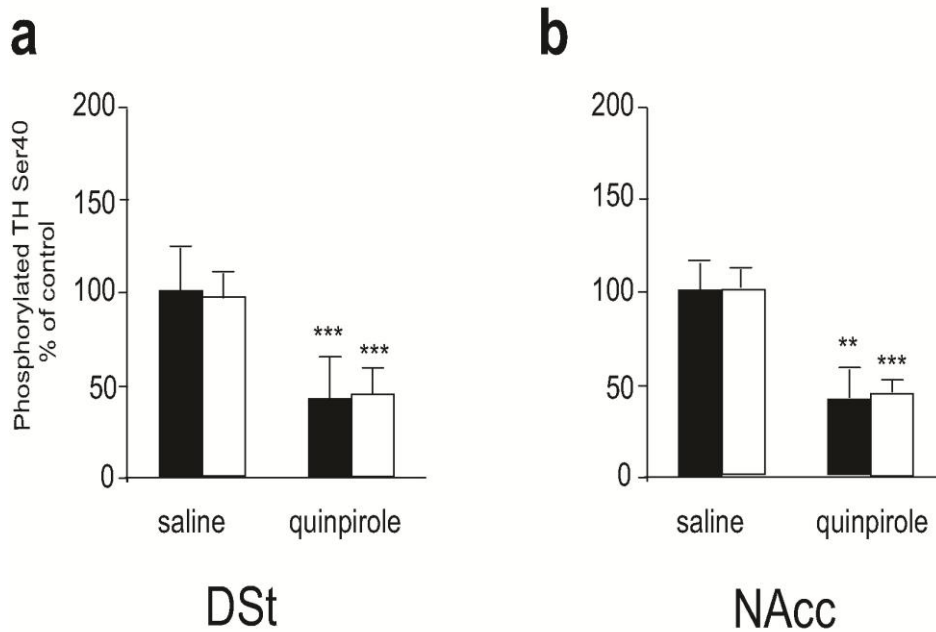 a
Phosphorylated TH Ser40
% of control
200
150
100
50
0
***
***
saline
quinpirole
DSt
b
200
150
100
50
0
**
***
saline
quinpirole
NAcc